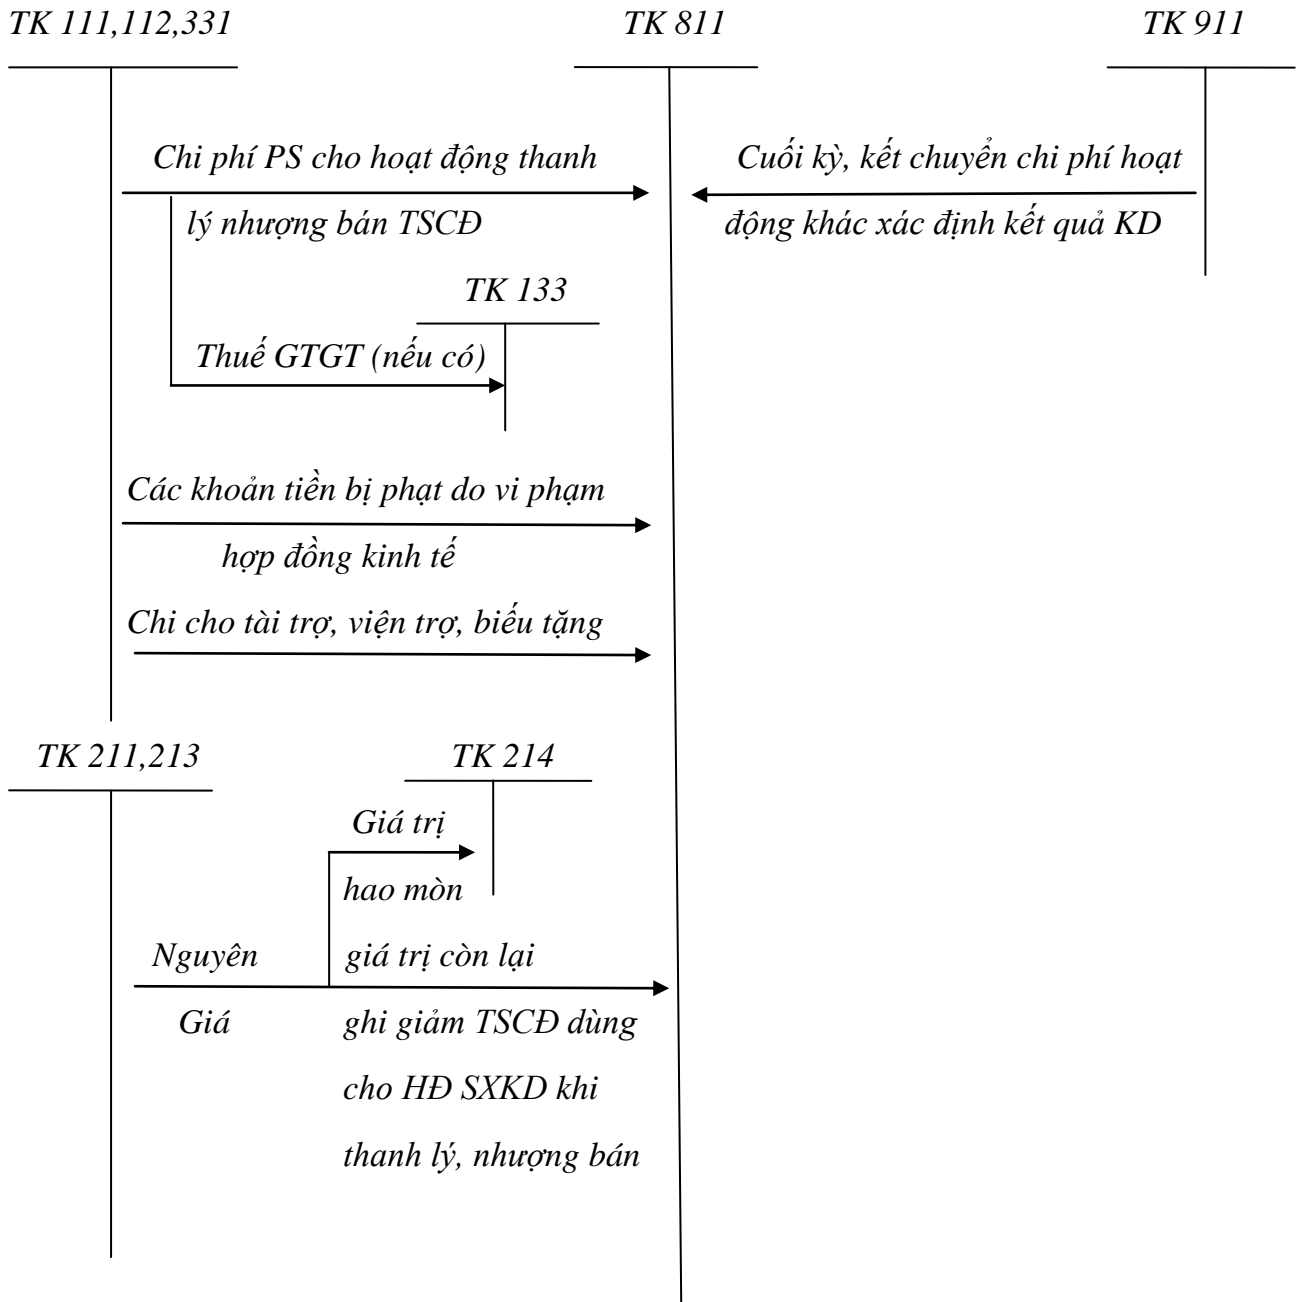 TK 111,112,331
TK 811
TK 911
Chi phí PS cho hoạt động thanh
lý nhượng bán TSCĐ
Cuối kỳ, kết chuyển chi phí hoạt
động khác xác định kết quả KD
TK 133
Thuế GTGT (nếu có)
Các khoản tiền bị phạt do vi phạm
hợp đồng kinh tế
Chi cho tài trợ, viện trợ, biếu tặng
TK 211,213
TK 214
Giá trị
hao mòn
Nguyên
Giá
giá trị còn lại
ghi giảm TSCĐ dùng
cho HĐ SXKD khi
thanh lý, nhượng bán